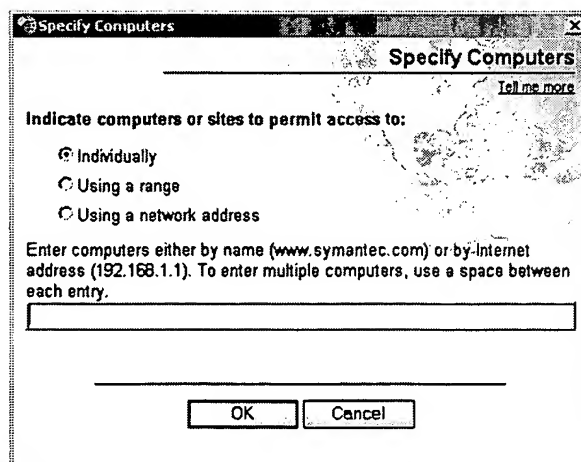 Specify Computers
Specify Computers
Tell me more
Indicate computers or sites to permit access to:
Individually
Using a range
Using a network address
Enter computers either by name (www.symantec.com) or by Internet
address (192.168.1.1). To enter multiple computers, use a space between
each entry.
OK
Cancel